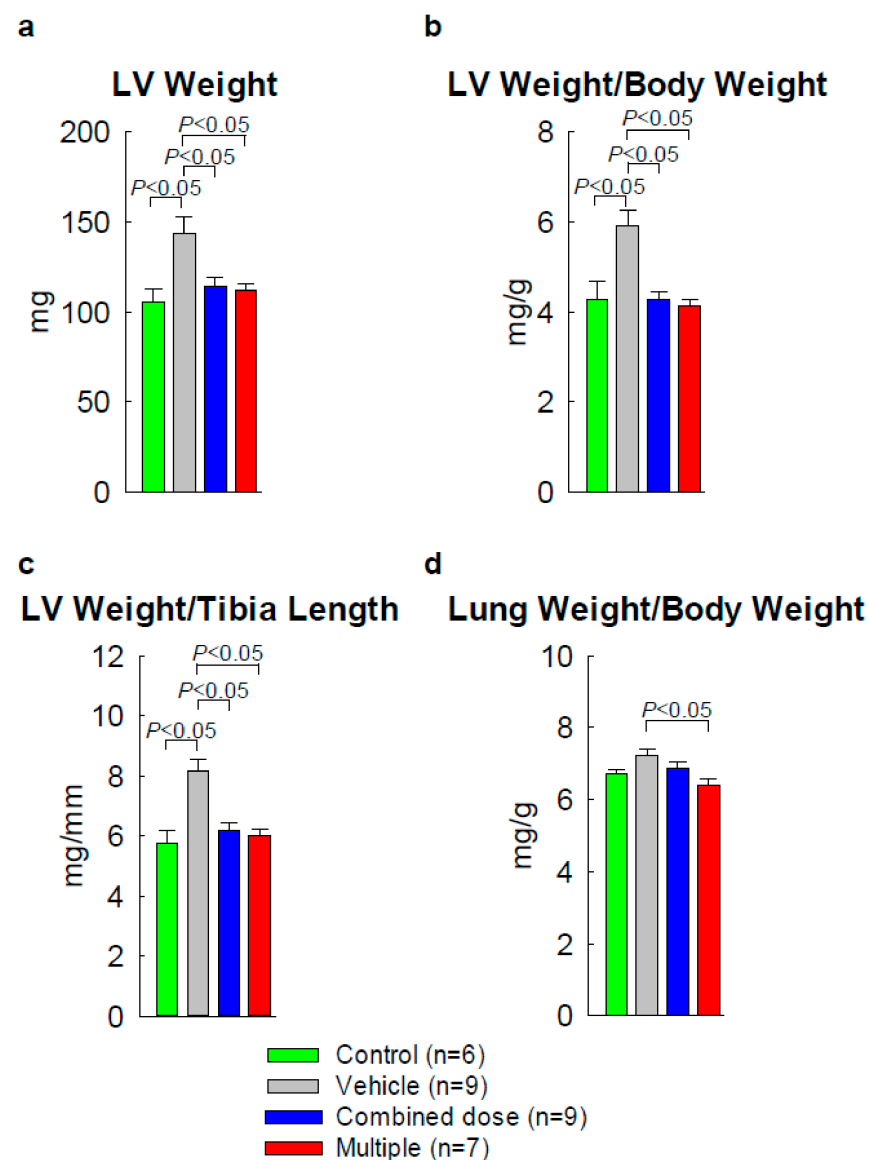 a
LV Weight
200
150
100
50
0
mg
P<0.05
P<0.05
P<0.05
b
LV Weight/Body Weight
8
6
4
2
0
mg/g
P<0.05
P<0.05
P<0.05
c
LV Weight/Tibia Length
12
10
8
6
4
2
0
mg/mm
P<0.05
P<0.05
P<0.05
d
Lung Weight/Body Weight
10
8
6
4
2
0
mg/g
P<0.05
Control (n=6)
Vehicle (n=9)
Combined dose (n=9)
Multiple (n=7)